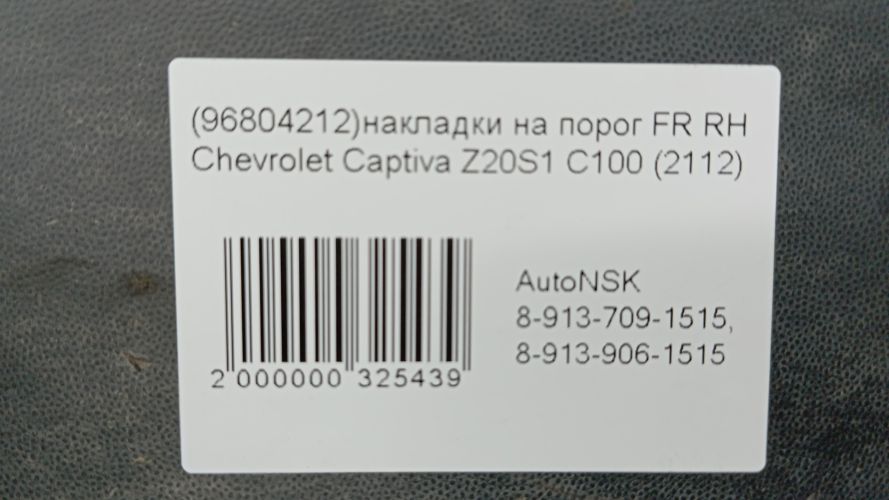 (96804212)накладки на порог FR RH
Chevrolet Captiva Z20S1 C100 (2112)
AutoNSK
8-913-709-1515,
8-913-906-1515
2 000000 325439